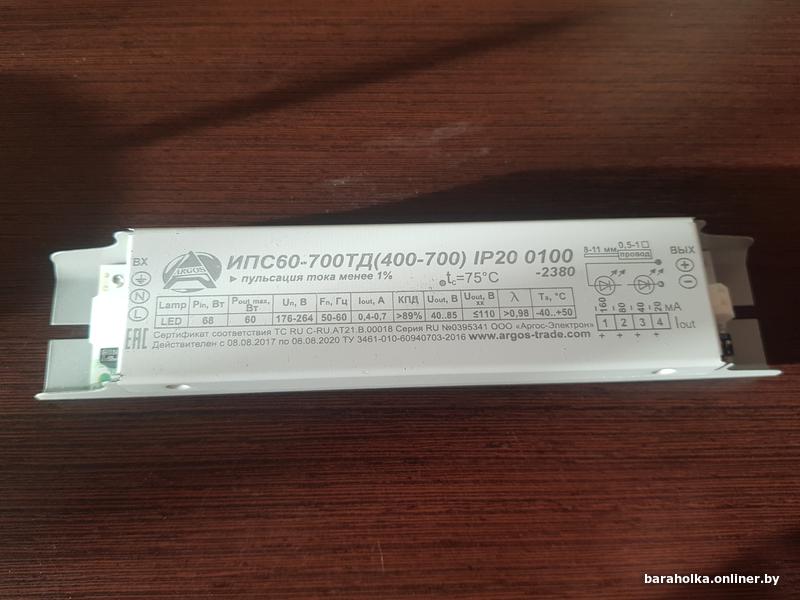 ВХ
ARGOS
ИПС60-700ТД(400-700) IP20 0100
-2380
► пульсация тока менее 1%
tc=75°C
8-11 мм 0,5-1□
провод
ВЫХ
N
L
Lamp Pin, Вт Pout max, Вт Uп, В Fп, Гц Iout, А КПД Uout, В Uout, В хх λ Ta, °C
LED 68 60 176-264 50-60 0,4-0,7 >89% 40..85 ≤110 >0,98 -40..+50
160 80 40 20 мА
1 2 3 4 Iout
+ + + +
EAC
Сертификат соответствия ТС RU C-RU.АТ21.В.00018 Серия RU №0395341 ООО «Аргос-Электрон»
Действителен с 08.08.2017 по 08.08.2020 ТУ 3461-010-60940703-2016 www.argos-trade.com
baraholka.onliner.by